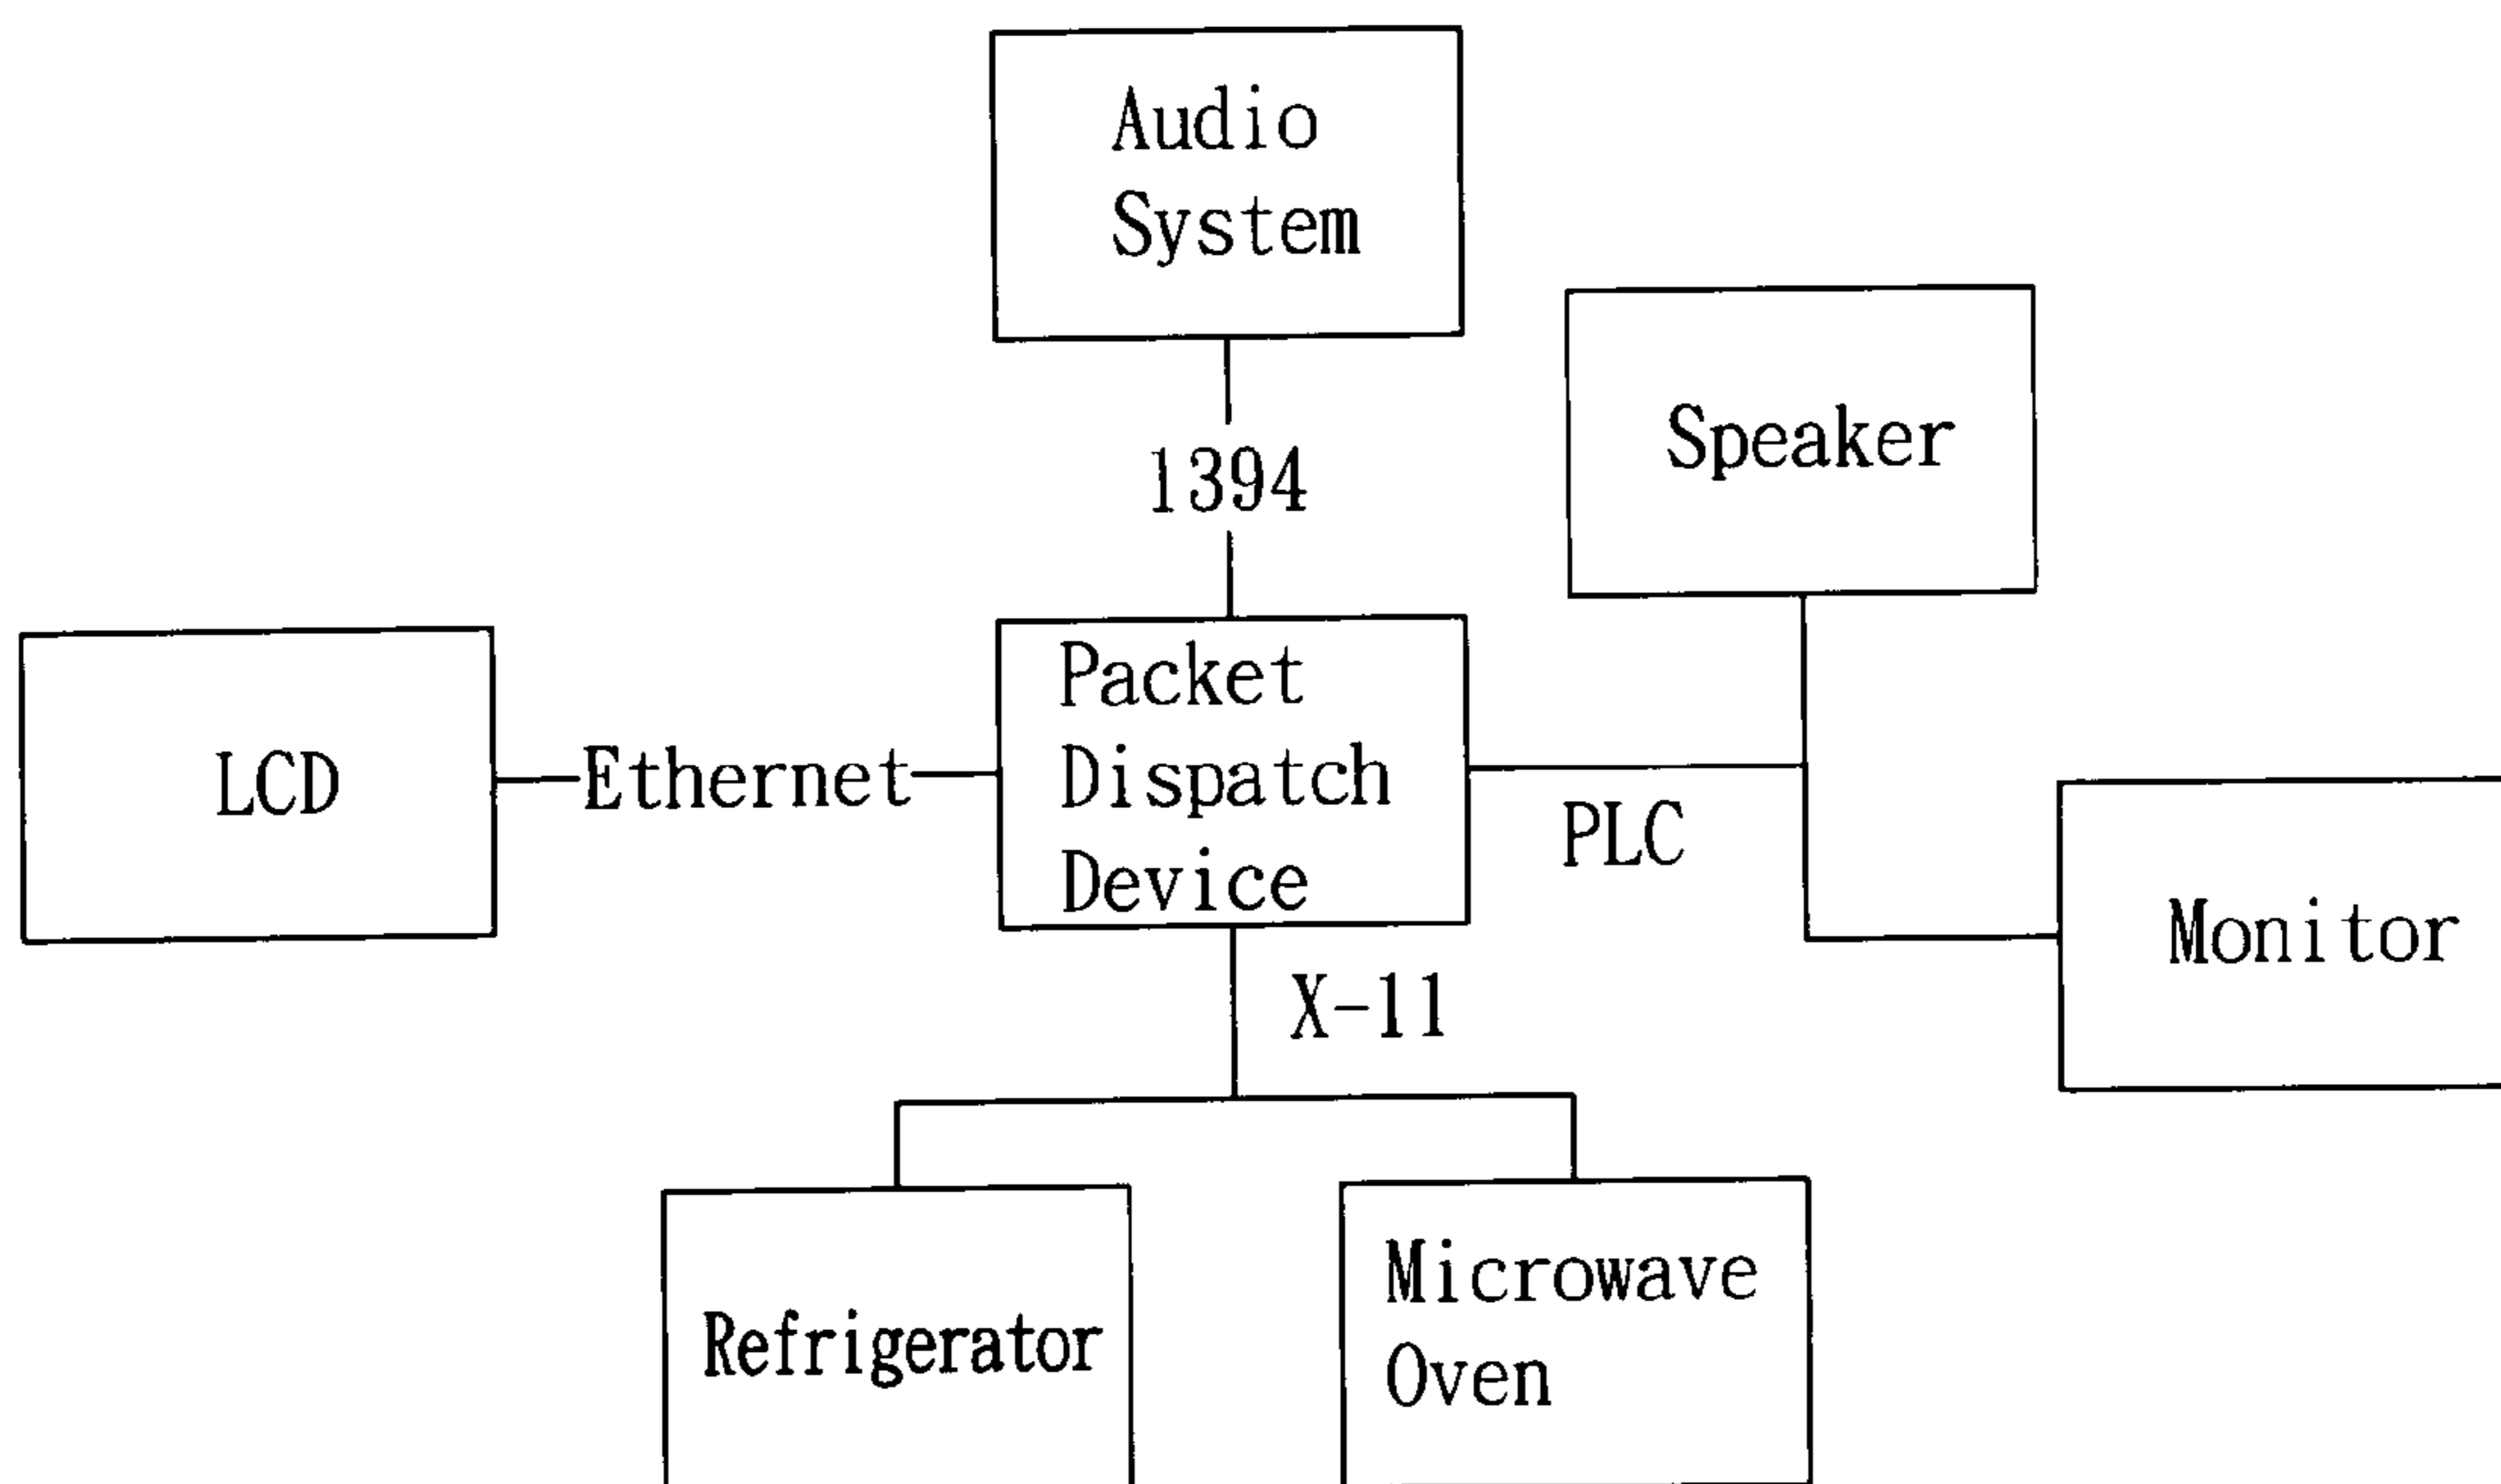 Audio
System
1394
Speaker
Packet
Dispatch
Device
LCD
Ethernet
PLC
Monitor
X-11
Refrigerator
Microwave
Oven